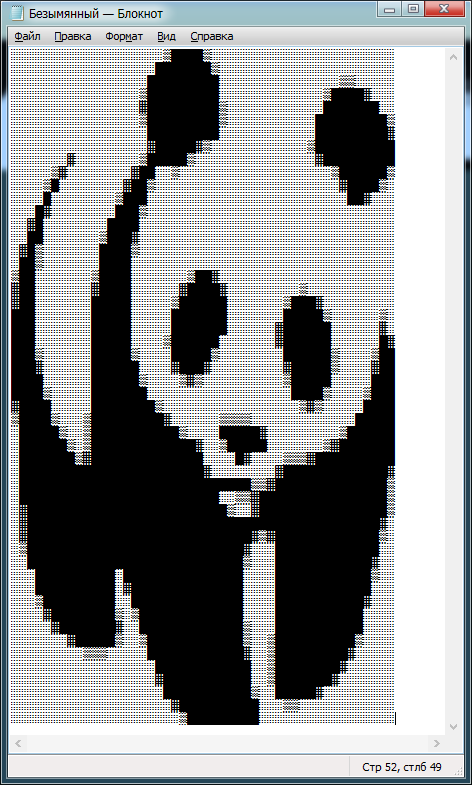 Безымянный — Блокнот
Файл Правка Формат Вид Справка
Стр 52, стлб 49